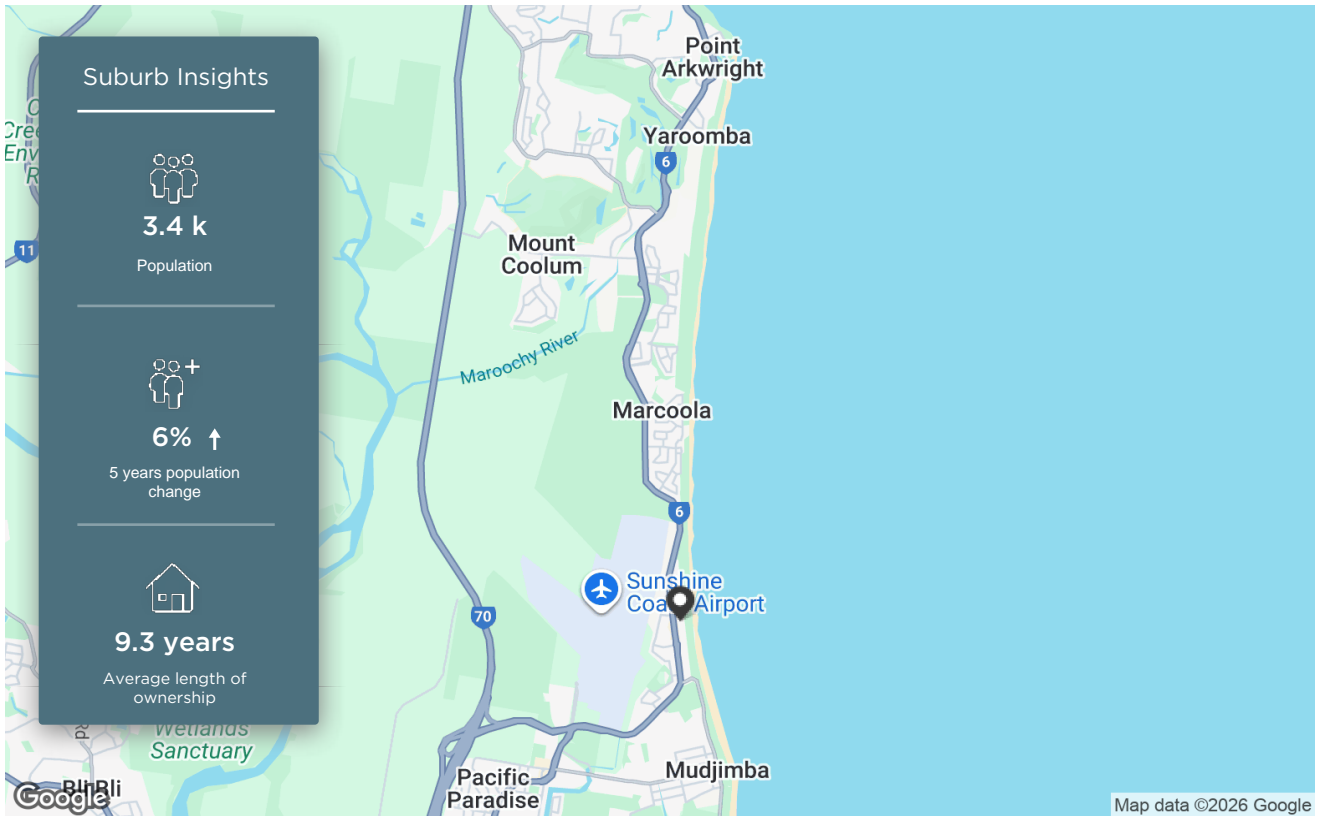 Suburb Insights
3.4 k
Population
6%
5 years population
change
9.3 years
Average length of
ownership
Point
Arkwright
Yaroomba
6
11
Mount
Coolum
Maroochy River
Marcoola
6
Sunshine
Airport
70
Wetlands
Sanctuary
Mudjimba
Pacific
Paradise
Google
Map data ©2026 Google